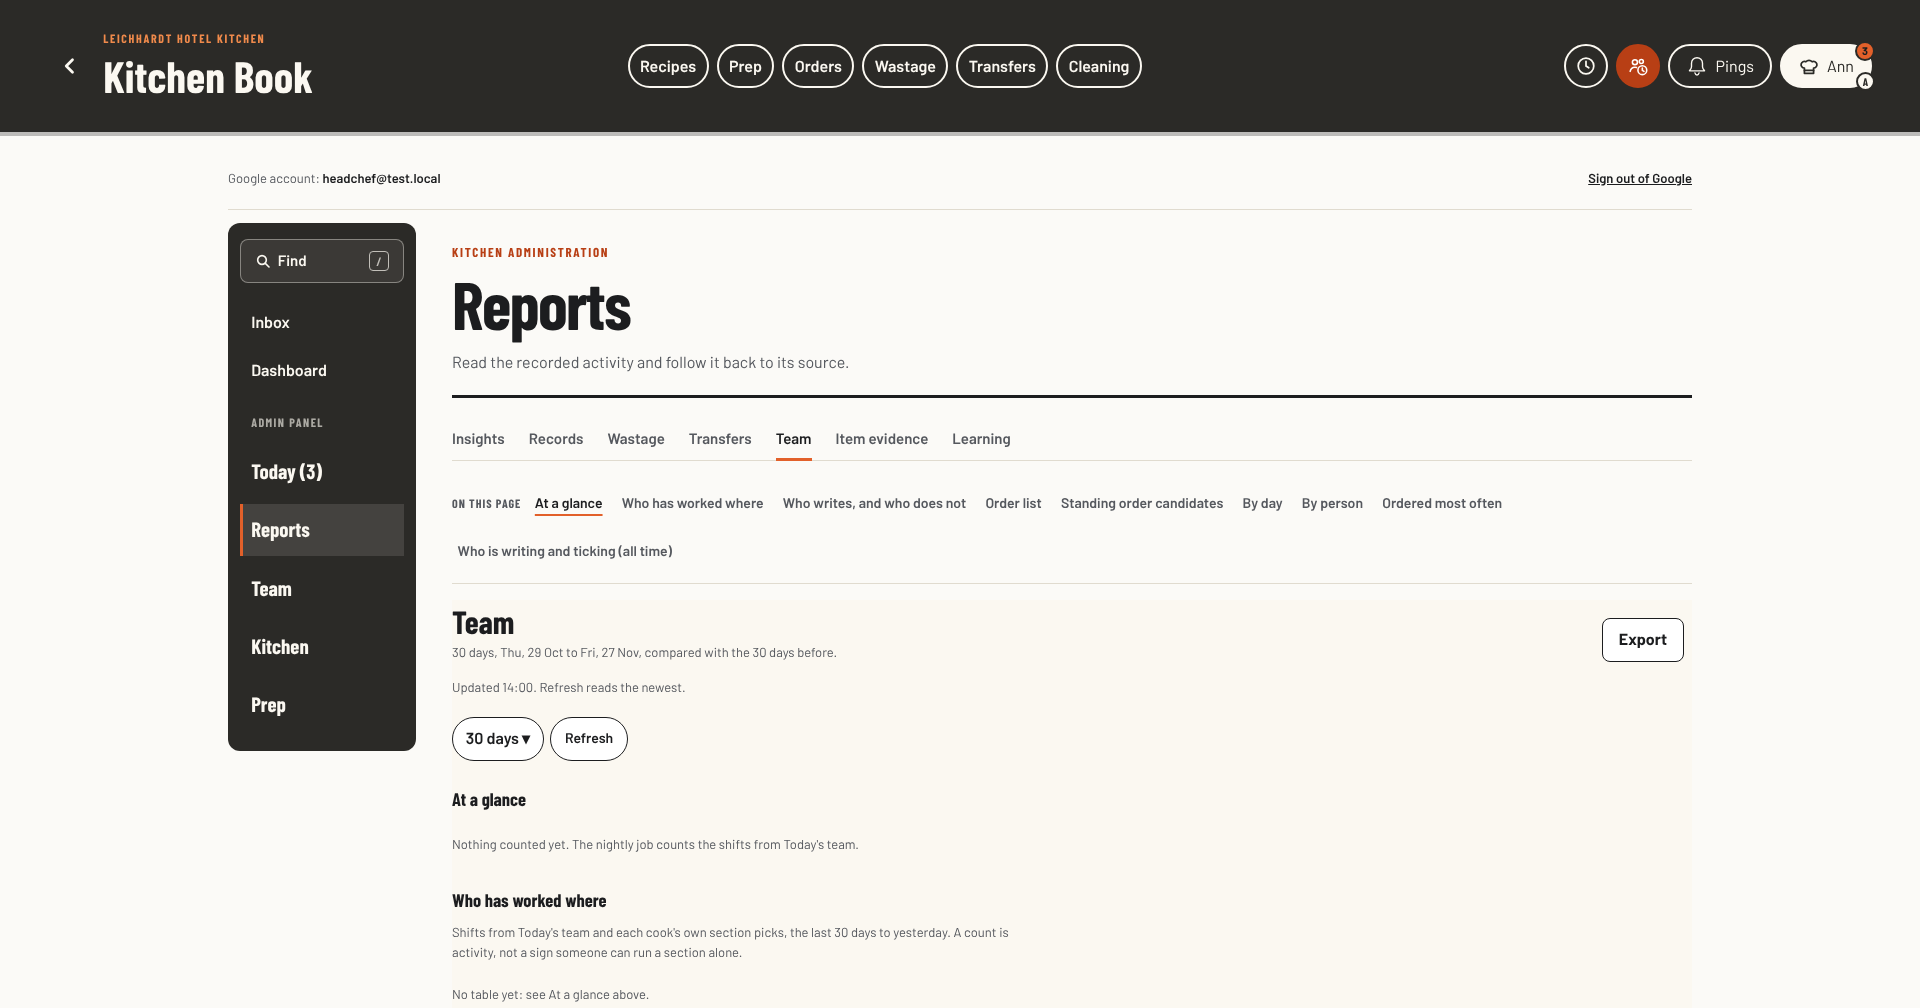 LEICHHARDT HOTEL KITCHEN
Kitchen Book
Recipes Prep Orders Wastage Transfers Cleaning
Pings
Ann
3
A
Google account: headchef@test.local
Sign out of Google
Find /
Inbox
Dashboard
ADMIN PANEL
Today (3)
Reports
Team
Kitchen
Prep
KITCHEN ADMINISTRATION
Reports
Read the recorded activity and follow it back to its source.
Insights Records Wastage Transfers Team Item evidence Learning
ON THIS PAGE At a glance Who has worked where Who writes, and who does not Order list Standing order candidates By day By person Ordered most often
Who is writing and ticking (all time)
Team
Export
30 days, Thu, 29 Oct to Fri, 27 Nov, compared with the 30 days before.
Updated 14:00. Refresh reads the newest.
30 days ▾ Refresh
At a glance
Nothing counted yet. The nightly job counts the shifts from Today's team.
Who has worked where
Shifts from Today's team and each cook's own section picks, the last 30 days to yesterday. A count is
activity, not a sign someone can run a section alone.
No table yet: see At a glance above.